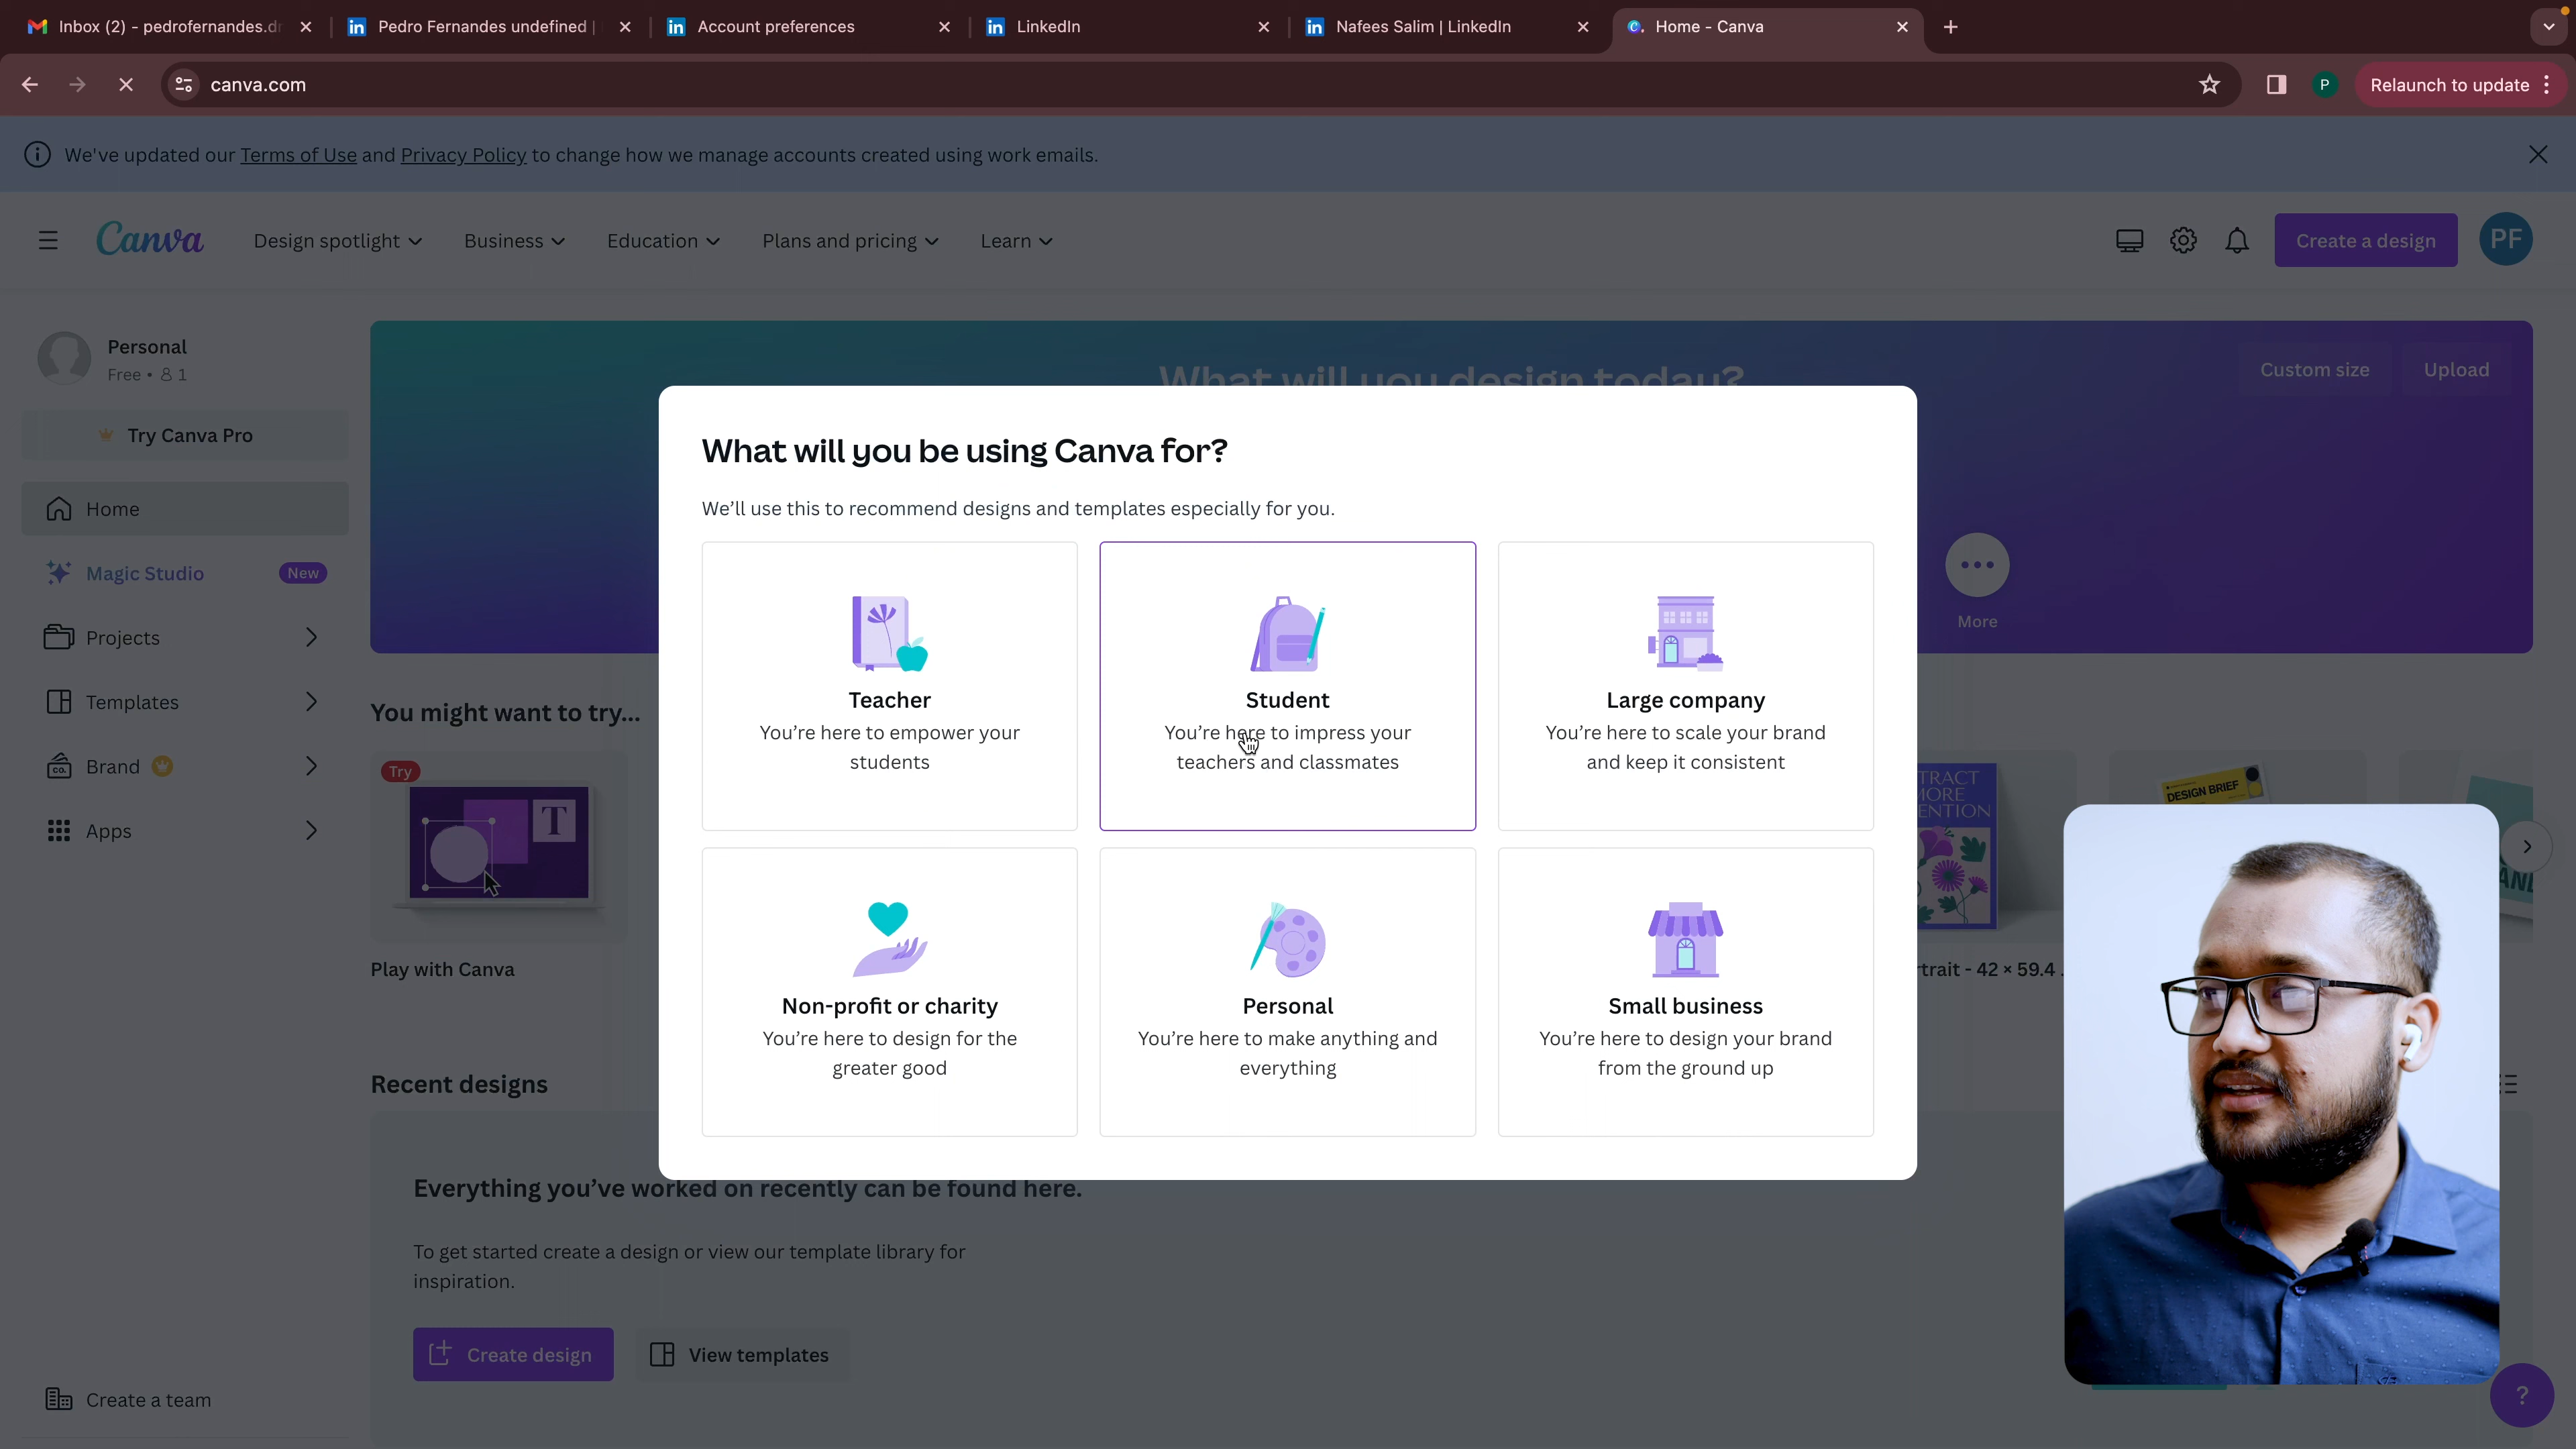 Inbox (2) - pedrofernandes.dr
Pedro Fernandes undefined |
Account preferences
LinkedIn
Nafees Salim | LinkedIn
Home - Canva
canva.com
P
Relaunch to update
We've updated our Terms of Use and Privacy Policy to change how we manage accounts created using work emails.
Canva
Design spotlight
Business
Education
Plans and pricing
Learn
Create a design
PF
Personal
Free • 1
Try Canva Pro
Home
Magic Studio
New
Projects
Templates
Brand
Apps
Create a team
What will you design today?
Custom size
Upload
More
You might want to try...
Try
T
Play with Canva
TRACT
MORE
ENTION
DESIGN BRIEF
rtrait - 42 × 59.4
Recent designs
Everything you've worked on recently can be found here.
To get started create a design or view our template library for
inspiration.
Create design
View templates
What will you be using Canva for?
We'll use this to recommend designs and templates especially for you.
Teacher
You're here to empower your
students
Student
You're here to impress your
teachers and classmates
Large company
You're here to scale your brand
and keep it consistent
Non-profit or charity
You're here to design for the
greater good
Personal
You're here to make anything and
everything
Small business
You're here to design your brand
from the ground up
?